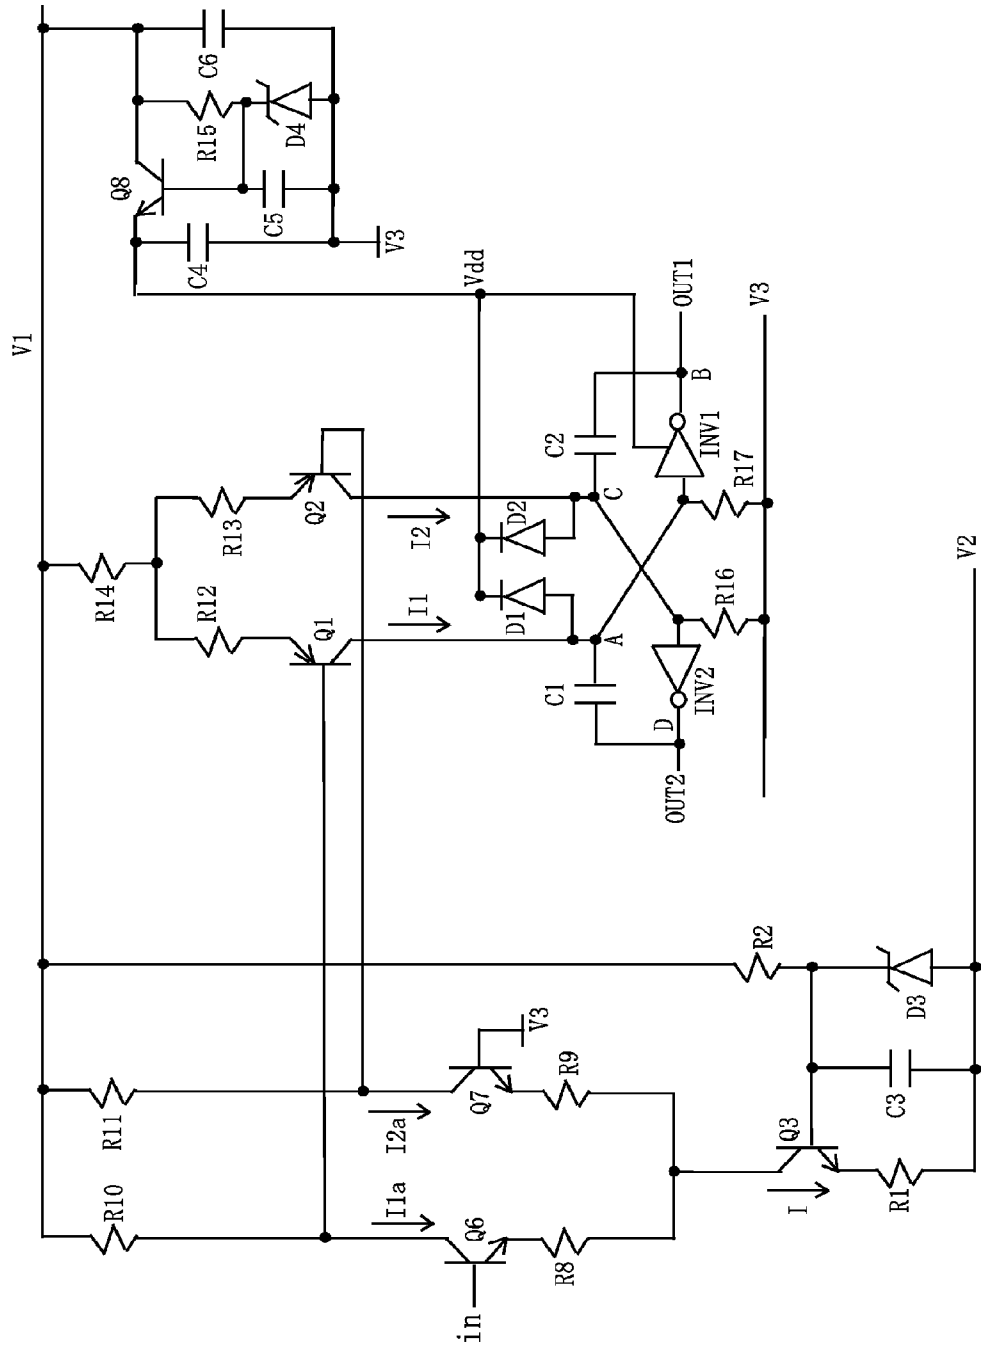 V1
R10
R11
R14
C6
R15
D4
Q8
C5
C4
V3
R12
R13
Q1
Q2
I1a
I2a
I1
I2
Vdd
in
Q6
Q7
V3
R8
R9
D1
D2
C1
C2
A
C
D
B
OUT2
OUT1
INV2
INV1
R16
R17
V3
R2
I
Q3
R1
C3
D3
V2